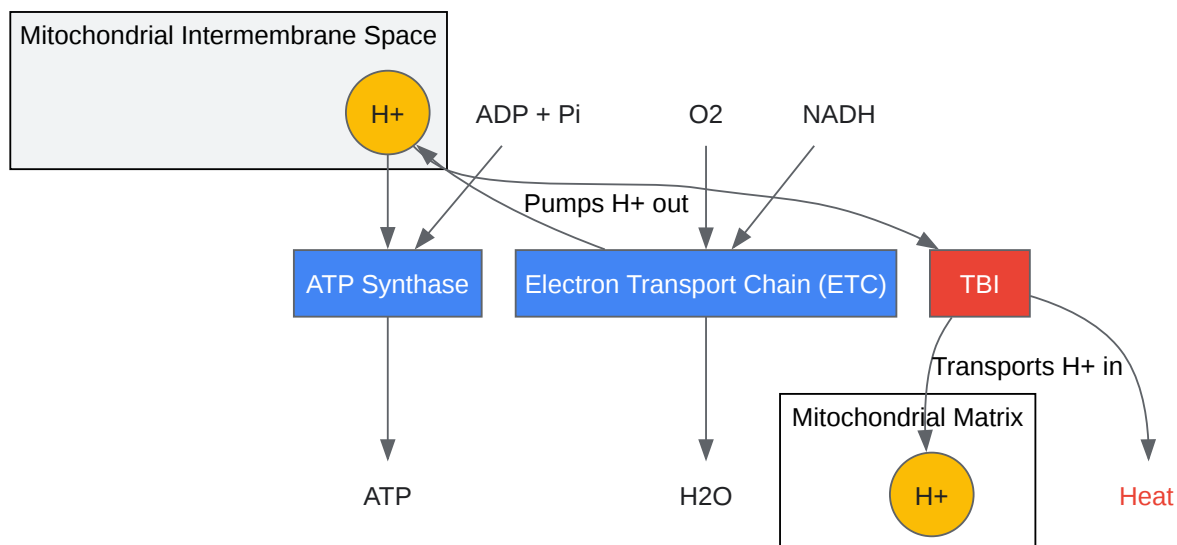 Mitochondrial Intermembrane Space
H+
ADP + Pi
O2
NADH
Pumps H+ out
ATP Synthase
Electron Transport Chain (ETC)
TBI
Transports H+ in
Mitochondrial Matrix
ATP
H2O
H+
Heat